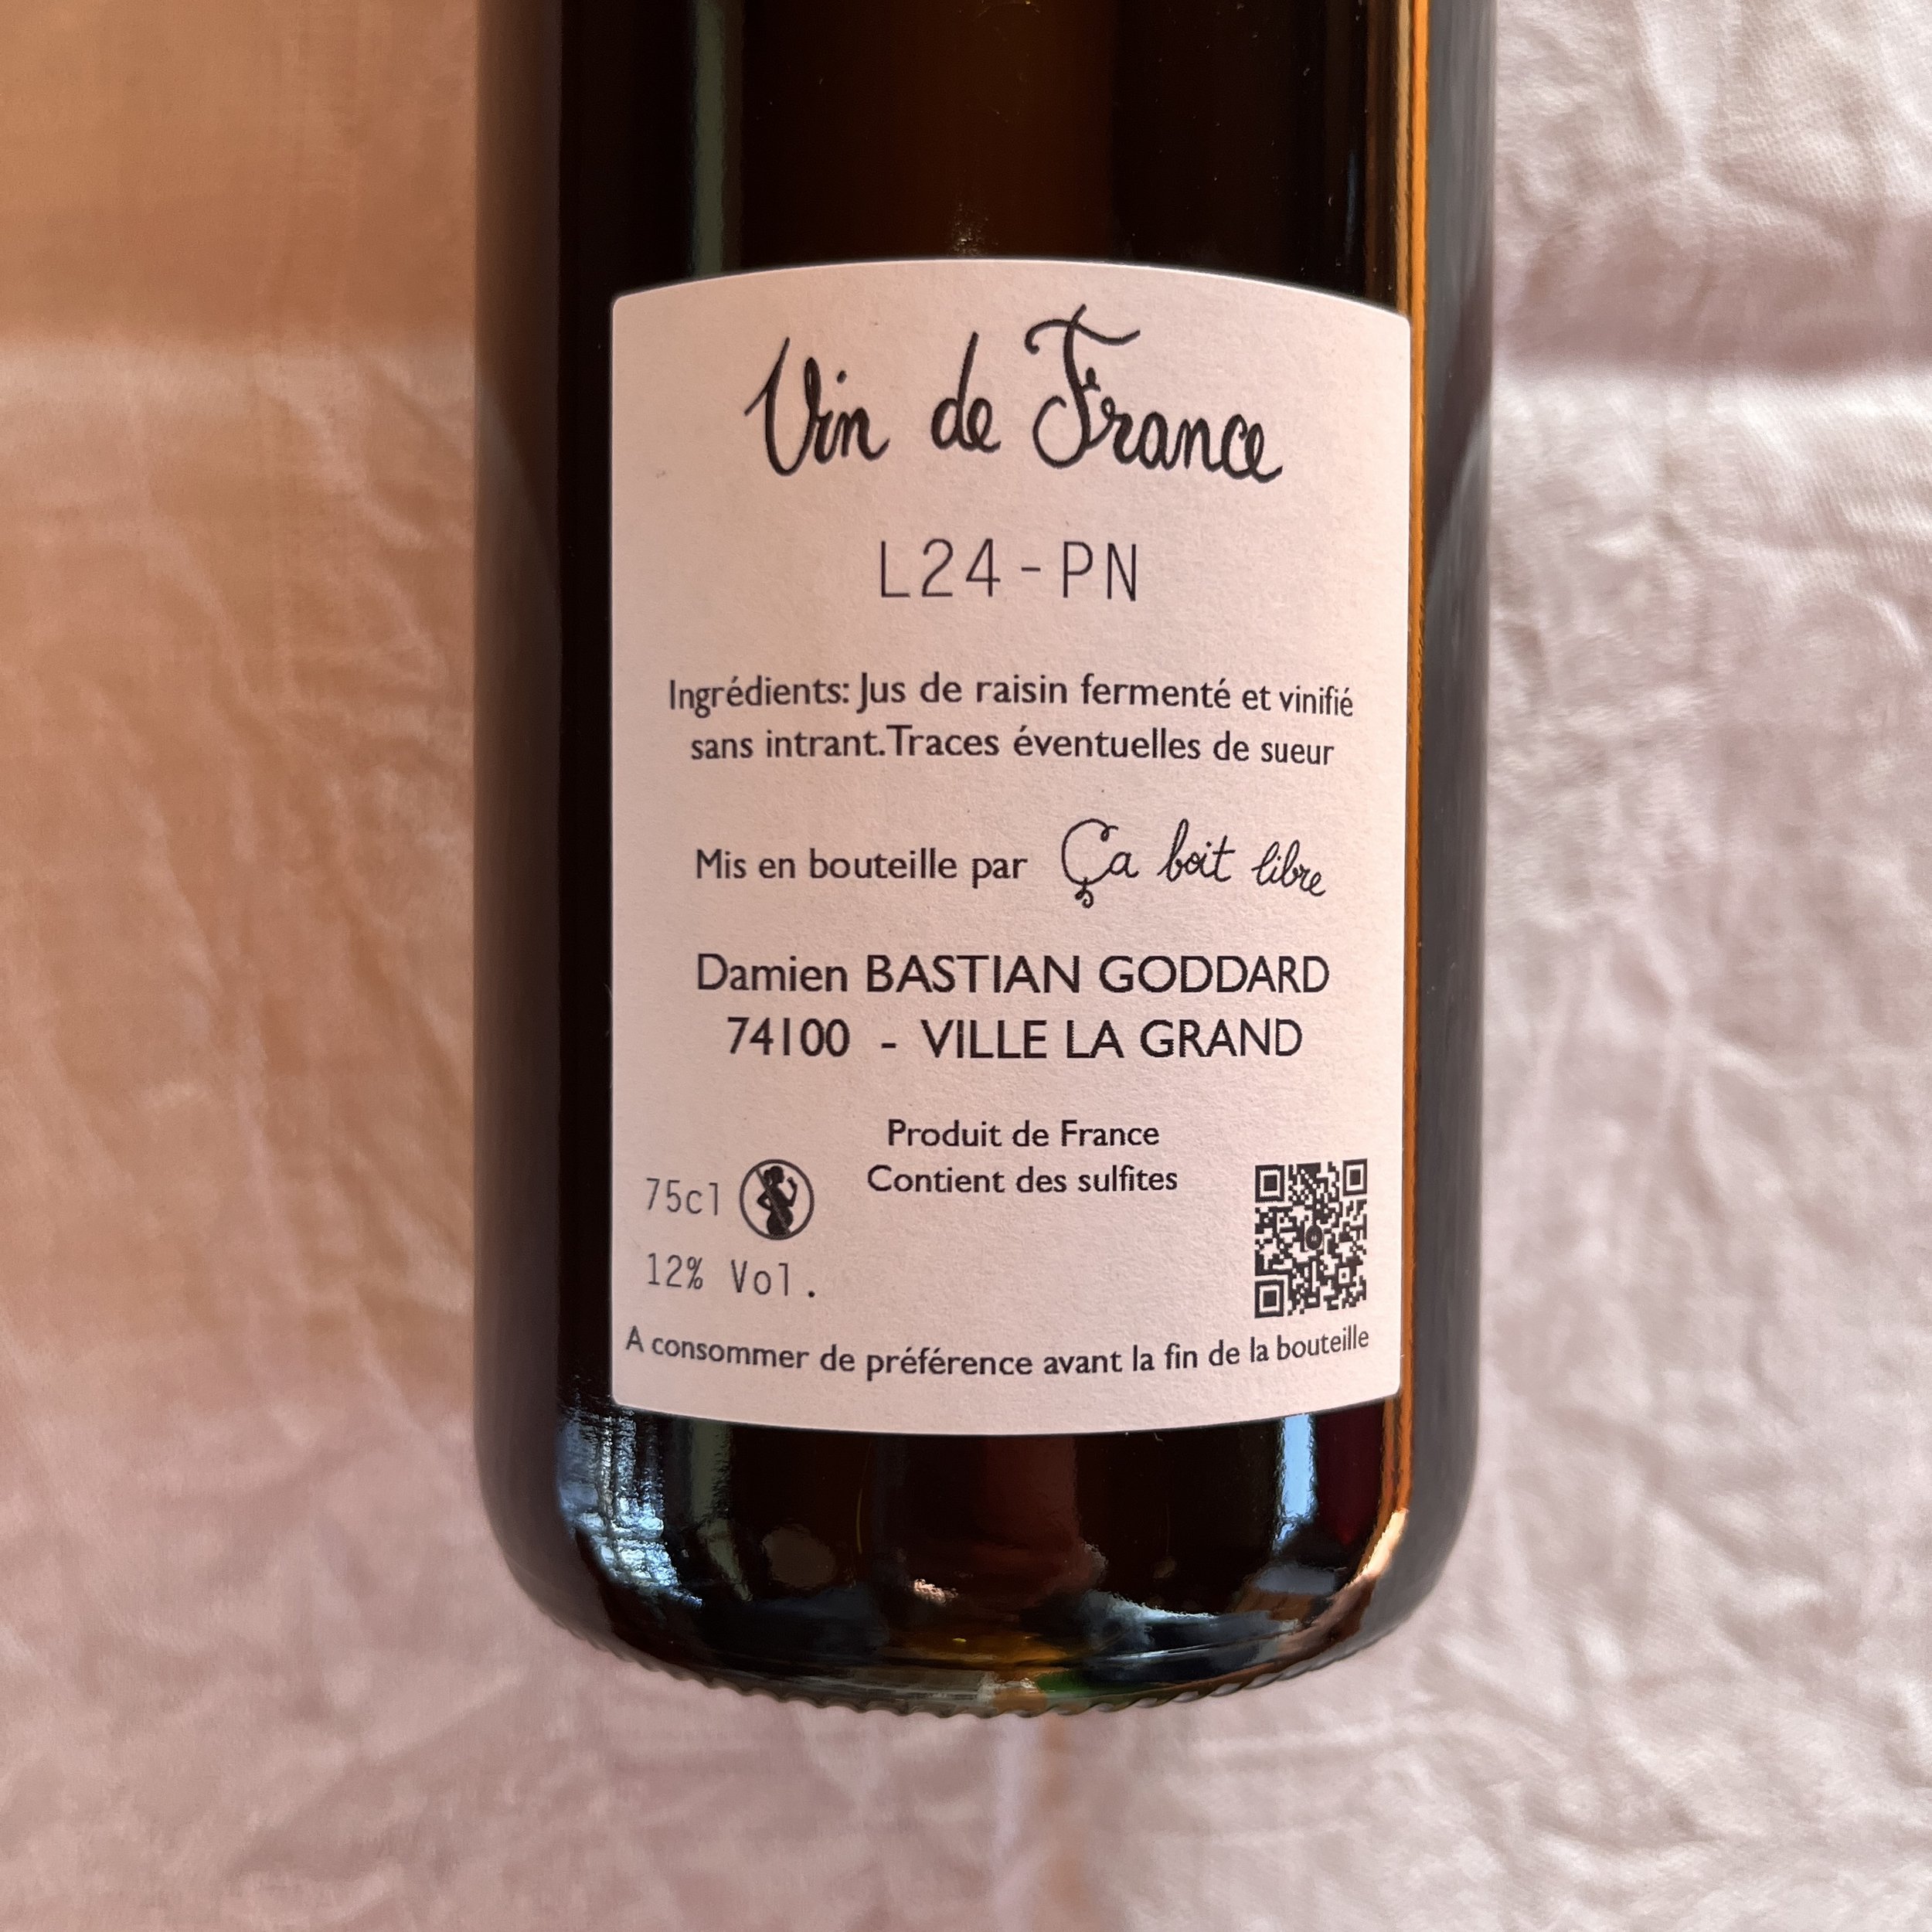 Vin de France
L24-PN
Ingrédients: Jus de raisin fermenté et vinifié
sans intrant.Traces éventuelles de sueur
Mis en bouteille par Ça boit libre
Damien BASTIAN GODDARD
74100 - VILLE LA GRAND
Produit de France
Contient des sulfites
75cl
12% Vol.
A consommer de préférence avant la fin de la bouteille